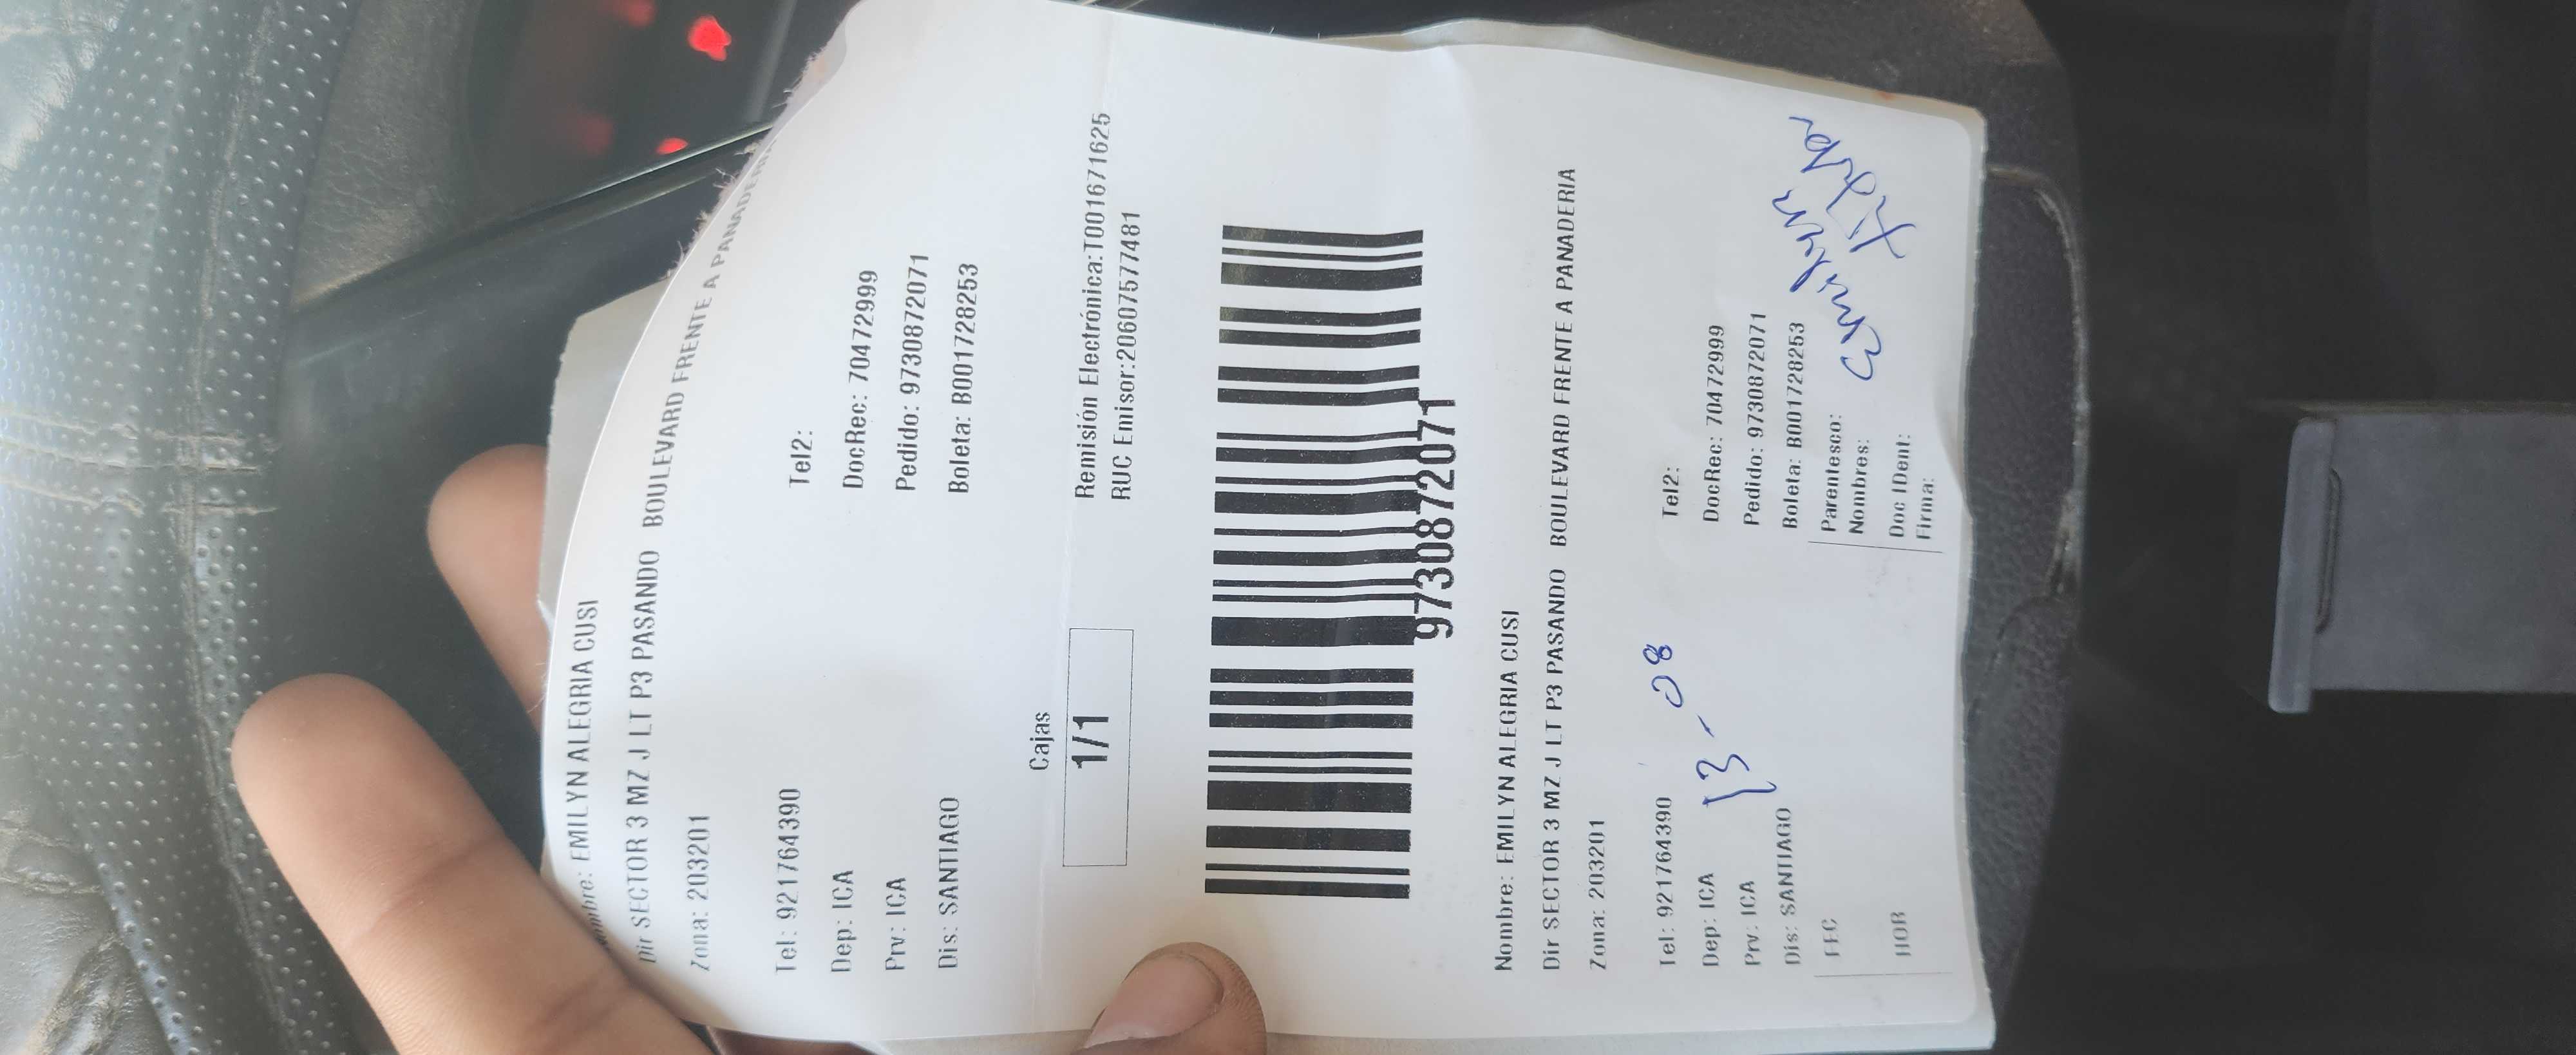 Nombre: EMILYN ALEGRIA CUSI
Dir SECTOR 3 MZ J LT P3 PASANDO BOULEVARD FRENTE A PANADERIA
Zona: 203201
Tel: 921764390 Tel2:
Dep: ICA DocRec: 70472999
Prv: ICA Pedido: 9730872071
Dis: SANTIAGO Boleta: B001728253
Cajas
1/1
Remisión Electrónica:T001671625
RUC Emisor:20607577481
9730872071
Nombre: EMILYN ALEGRIA CUSI
Dir SECTOR 3 MZ J LT P3 PASANDO BOULEVARD FRENTE A PANADERIA
Zona: 203201
Tel: 921764390 Tel2:
Dep: ICA DocRec: 70472999
13-08
Prv: ICA Pedido: 9730872071
Dis: SANTIAGO Boleta: B001728253
FEC Parentesco:
Nombres: Emileyn
HOR Doc IDent:
Firma: